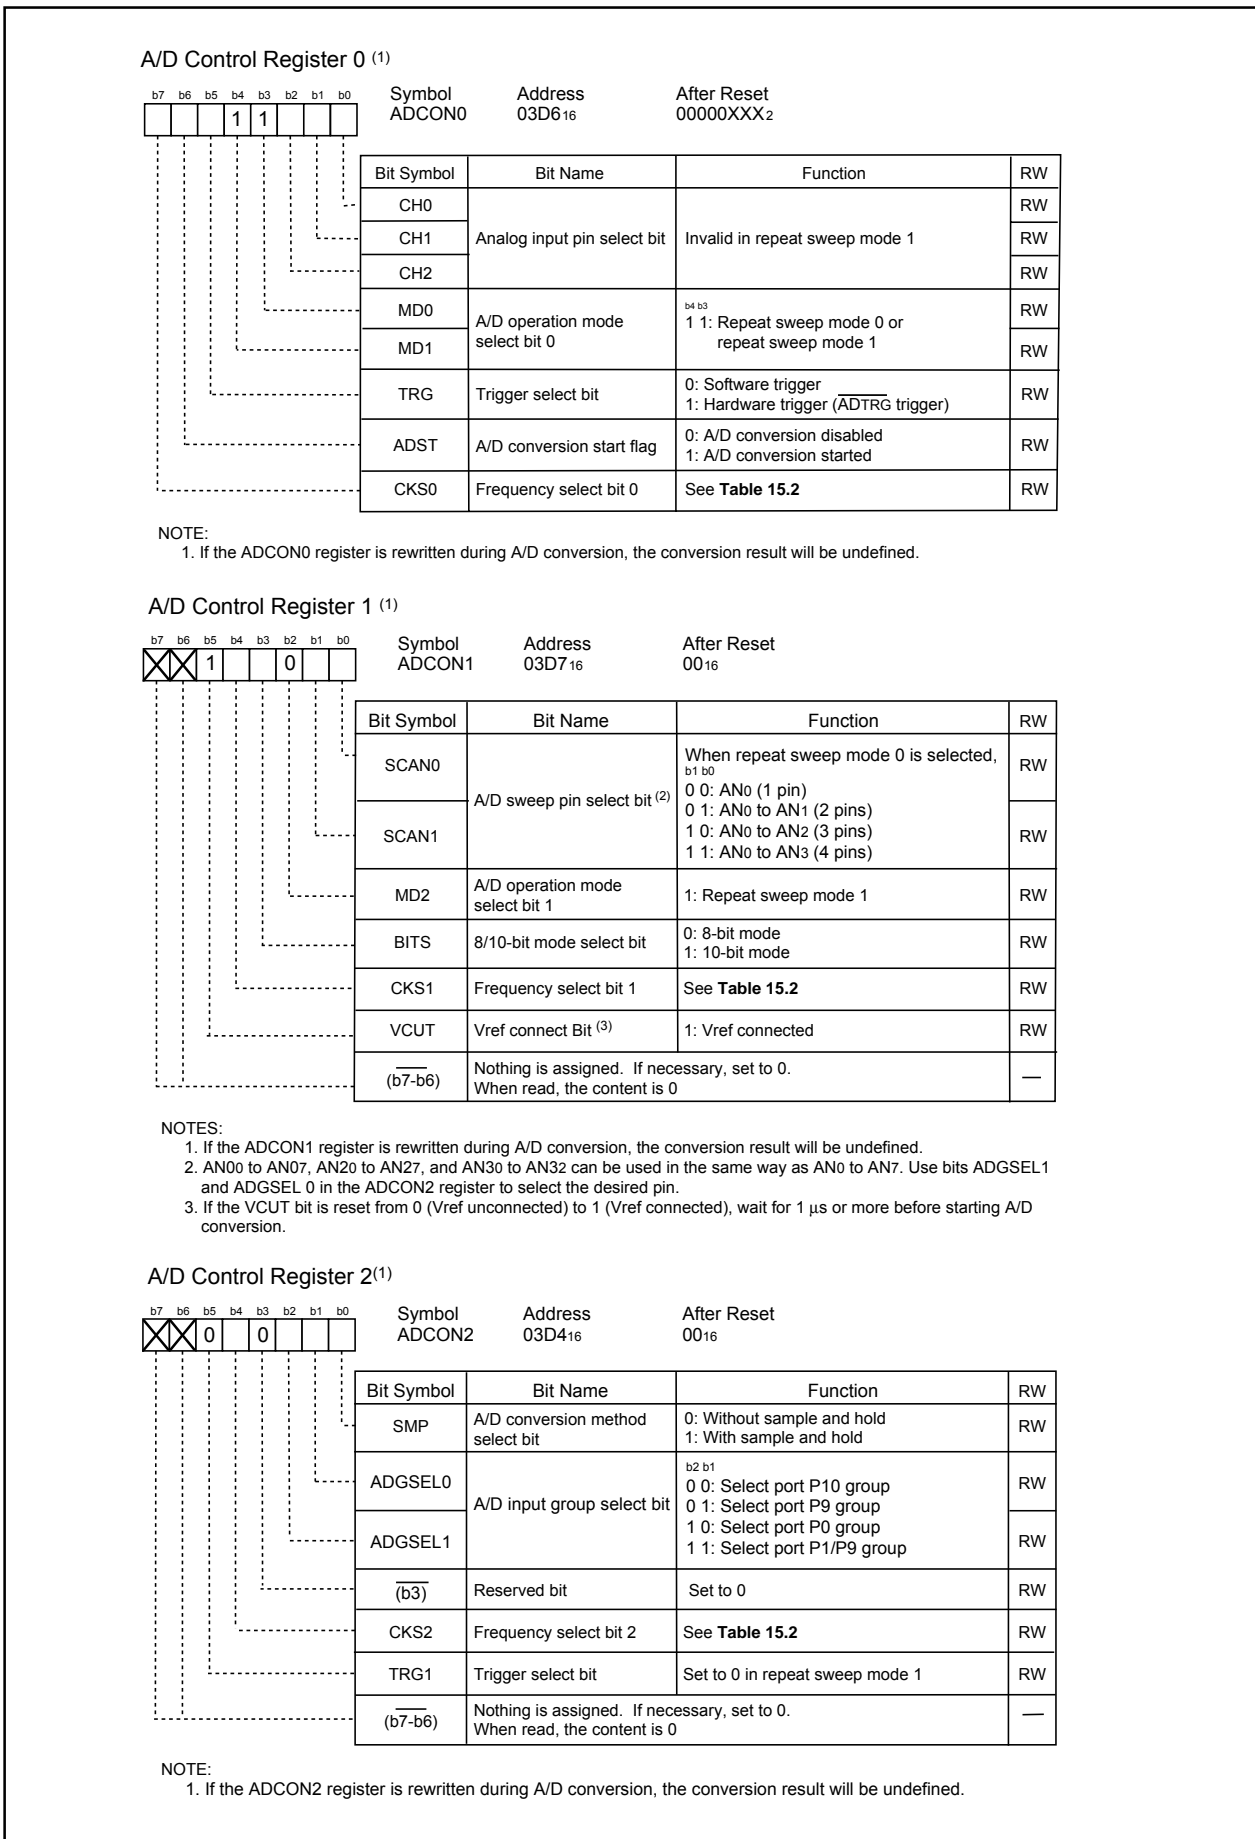 A/D Control Register 0 (1)
b7 b6 b5 b4 b3 b2 b1 b0
1 1
Symbol Address After Reset
ADCON0 03D616 00000XXX2
Bit Symbol Bit Name Function RW
CH0 RW
CH1 Analog input pin select bit Invalid in repeat sweep mode 1 RW
CH2 RW
MD0 A/D operation mode select bit 0 b4 b3 RW
1 1: Repeat sweep mode 0 or
repeat sweep mode 1
MD1 RW
TRG Trigger select bit 0: Software trigger RW
1: Hardware trigger (ADTRG trigger)
ADST A/D conversion start flag 0: A/D conversion disabled RW
1: A/D conversion started
CKS0 Frequency select bit 0 See Table 15.2 RW
NOTE:
1. If the ADCON0 register is rewritten during A/D conversion, the conversion result will be undefined.
A/D Control Register 1 (1)
b7 b6 b5 b4 b3 b2 b1 b0
1 0
Symbol Address After Reset
ADCON1 03D716 0016
Bit Symbol Bit Name Function RW
SCAN0 A/D sweep pin select bit (2) When repeat sweep mode 0 is selected, RW
b1 b0
0 0: AN0 (1 pin)
0 1: AN0 to AN1 (2 pins)
SCAN1 1 0: AN0 to AN2 (3 pins) RW
1 1: AN0 to AN3 (4 pins)
MD2 A/D operation mode select bit 1 1: Repeat sweep mode 1 RW
BITS 8/10-bit mode select bit 0: 8-bit mode RW
1: 10-bit mode
CKS1 Frequency select bit 1 See Table 15.2 RW
VCUT Vref connect Bit (3) 1: Vref connected RW
(b7-b6) Nothing is assigned. If necessary, set to 0. —
When read, the content is 0
NOTES:
1. If the ADCON1 register is rewritten during A/D conversion, the conversion result will be undefined.
2. AN00 to AN07, AN20 to AN27, and AN30 to AN32 can be used in the same way as AN0 to AN7. Use bits ADGSEL1
and ADGSEL 0 in the ADCON2 register to select the desired pin.
3. If the VCUT bit is reset from 0 (Vref unconnected) to 1 (Vref connected), wait for 1 μs or more before starting A/D
conversion.
A/D Control Register 2(1)
b7 b6 b5 b4 b3 b2 b1 b0
0 0
Symbol Address After Reset
ADCON2 03D416 0016
Bit Symbol Bit Name Function RW
SMP A/D conversion method select bit 0: Without sample and hold RW
1: With sample and hold
ADGSEL0 A/D input group select bit b2 b1 RW
0 0: Select port P10 group
0 1: Select port P9 group
ADGSEL1 1 0: Select port P0 group RW
1 1: Select port P1/P9 group
(b3) Reserved bit Set to 0 RW
CKS2 Frequency select bit 2 See Table 15.2 RW
TRG1 Trigger select bit Set to 0 in repeat sweep mode 1 RW
(b7-b6) Nothing is assigned. If necessary, set to 0. —
When read, the content is 0
NOTE:
1. If the ADCON2 register is rewritten during A/D conversion, the conversion result will be undefined.